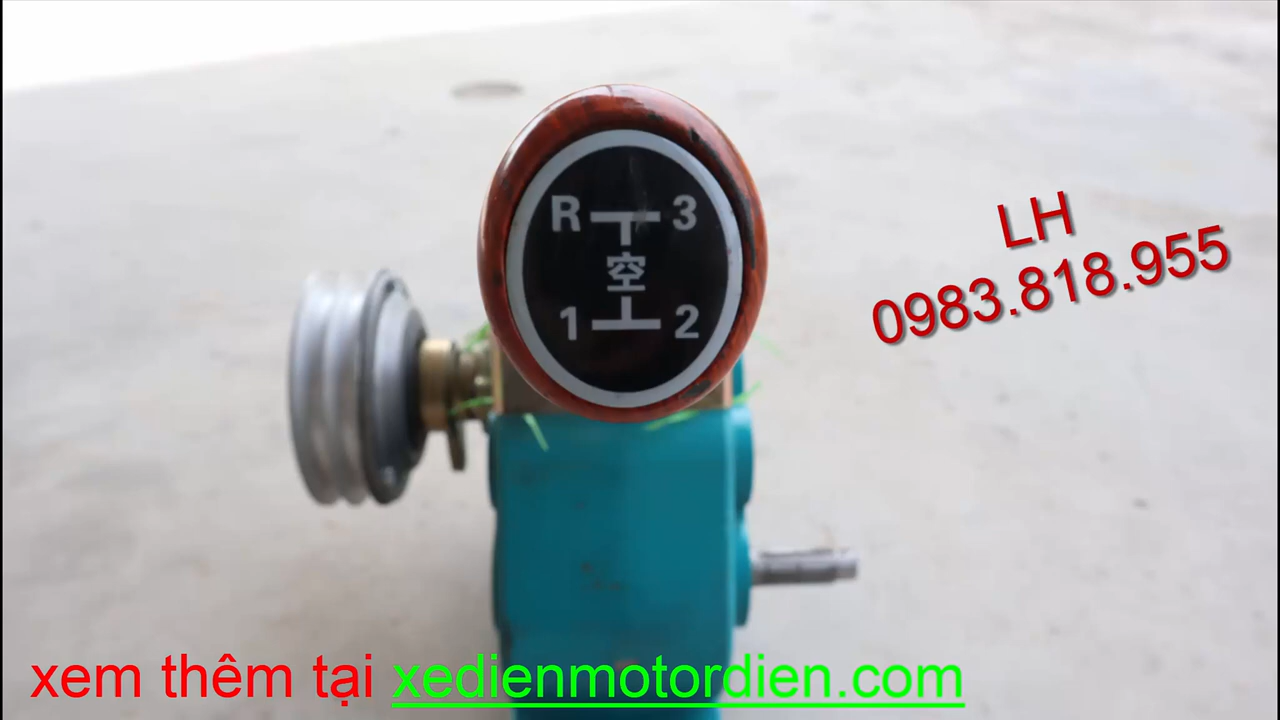 R 3
空
1 2
LH
0983.818.955
xem thêm tại xedienmotordien.com